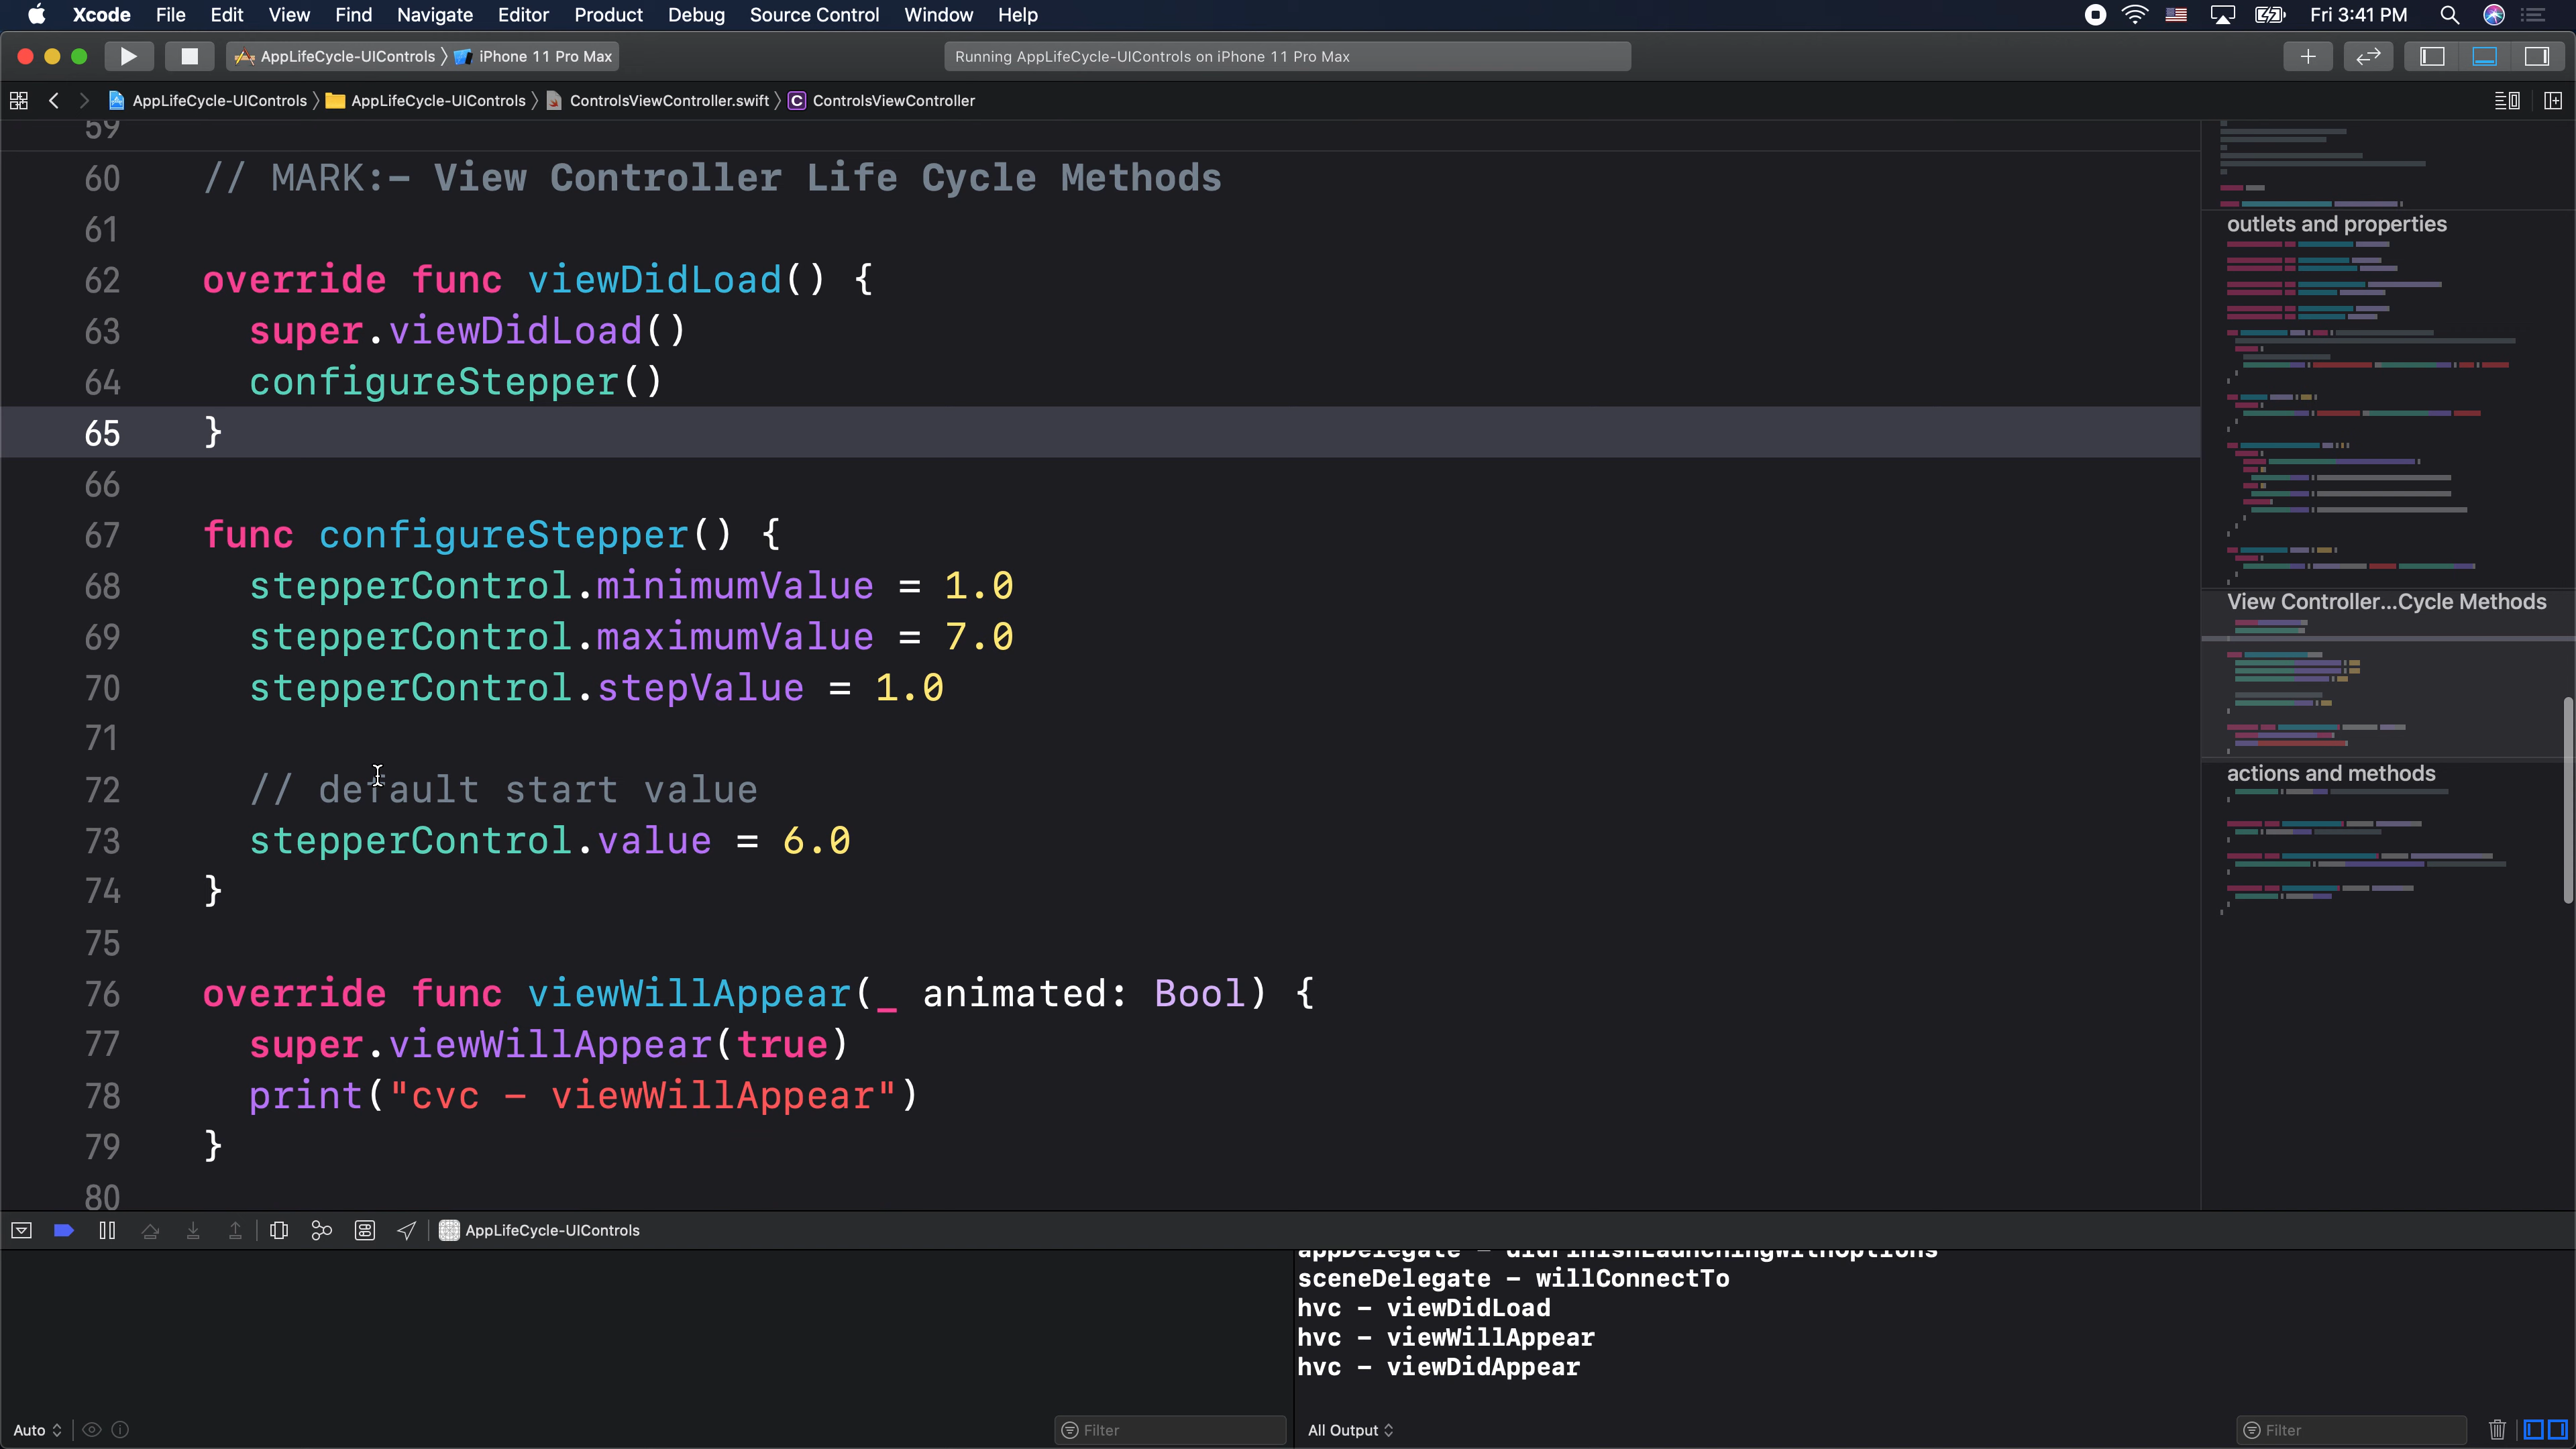 Xcode File Edit View Find Navigate Editor Product Debug Source Control Window Help Fri 3:41 PM
AppLifeCycle-UIControls iPhone 11 Pro Max Running AppLifeCycle-UIControls on iPhone 11 Pro Max
AppLifeCycle-UIControls AppLifeCycle-UIControls ControlsViewController.swift C ControlsViewController
59
60 // MARK:- View Controller Life Cycle Methods
61
62 override func viewDidLoad() {
63 super.viewDidLoad()
64 configureStepper()
65 }
66
67 func configureStepper() {
68 stepperControl.minimumValue = 1.0
69 stepperControl.maximumValue = 7.0
70 stepperControl.stepValue = 1.0
71
72 // default start value
73 stepperControl.value = 6.0
74 }
75
76 override func viewWillAppear(_ animated: Bool) {
77 super.viewWillAppear(true)
78 print("cvc - viewWillAppear")
79 }
80
outlets and properties
View Controller...Cycle Methods
actions and methods
AppLifeCycle-UIControls
appDelegate - didFinishLaunchingWithOptions
sceneDelegate - willConnectTo
hvc - viewDidLoad
hvc - viewWillAppear
hvc - viewDidAppear
Auto Filter All Output Filter